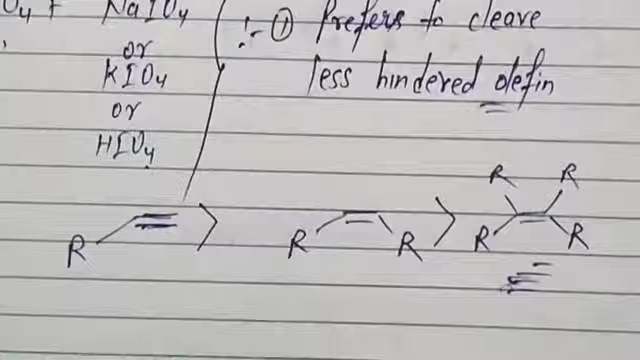 O4 + NaIO4
or
KIO4
or
HIO4
:- ① Prefers to cleave
less hindered olefin
R > R R > R R R R